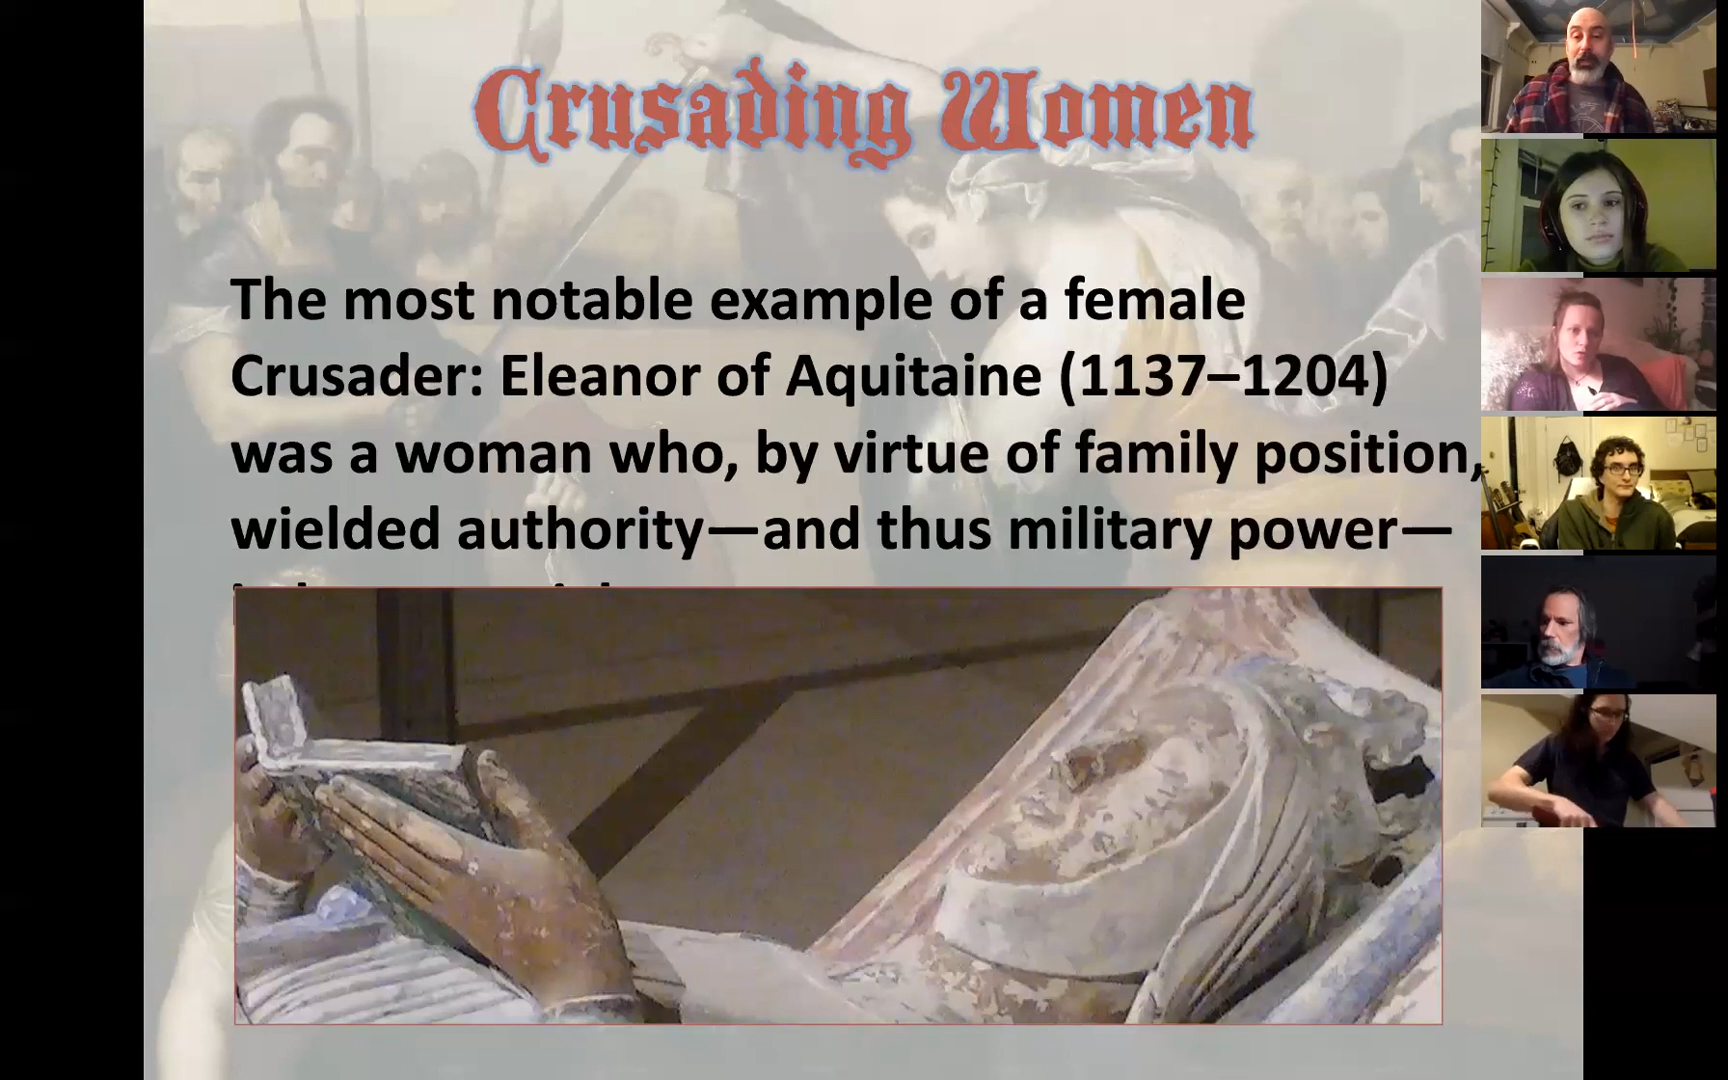 Crusading Women
The most notable example of a female
Crusader: Eleanor of Aquitaine (1137–1204)
was a woman who, by virtue of family position,
wielded authority—and thus military power—